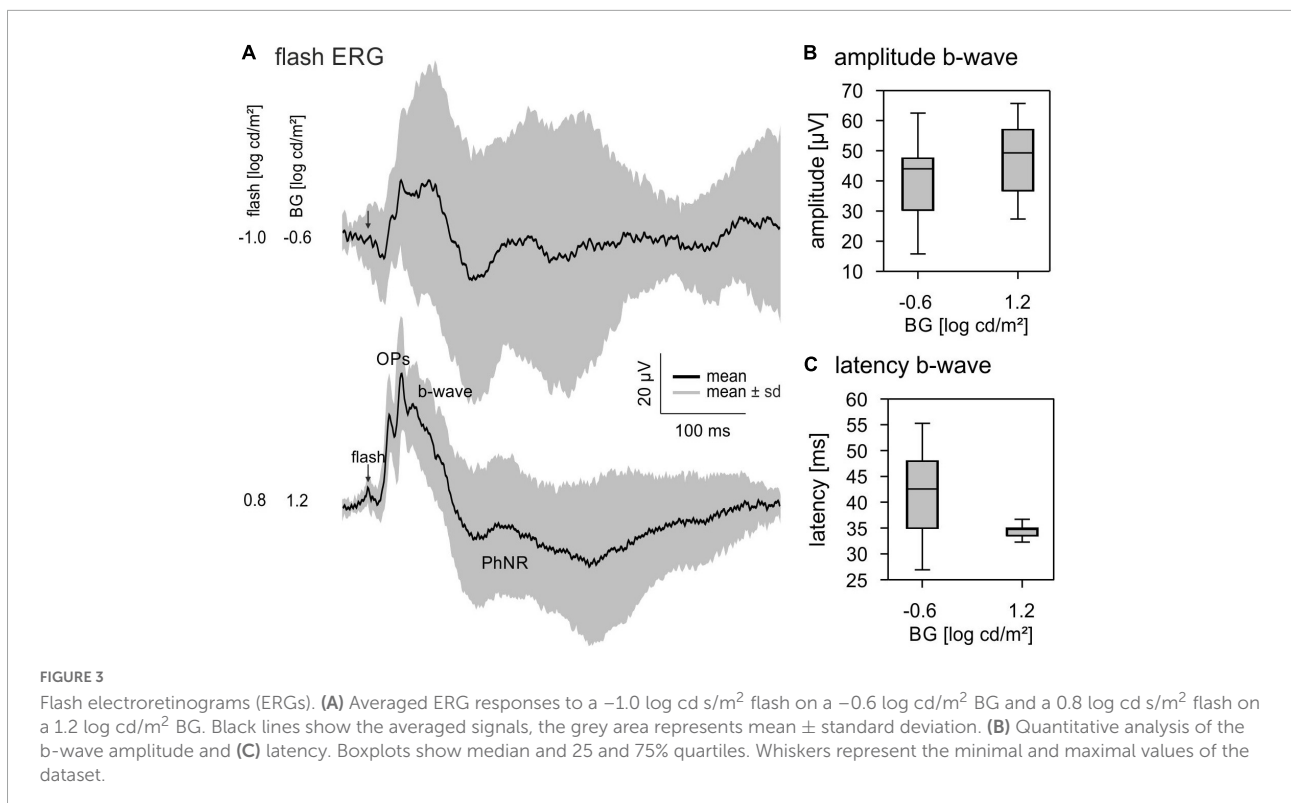 A flash ERG
flash [log cd/m²]
BG [log cd/m²]
-1.0 -0.6
OPs
b-wave
flash
0.8 1.2
PhNR
20 µV
mean
mean ± sd
100 ms
B amplitude b-wave
amplitude [µV]
70
60
50
40
30
20
10
-0.6 1.2
BG [log cd/m²]
C latency b-wave
latency [ms]
60
55
50
45
40
35
30
25
-0.6 1.2
BG [log cd/m²]
FIGURE 3
Flash electroretinograms (ERGs). (A) Averaged ERG responses to a −1.0 log cd s/m² flash on a −0.6 log cd/m² BG and a 0.8 log cd s/m² flash on
a 1.2 log cd/m² BG. Black lines show the averaged signals, the grey area represents mean ± standard deviation. (B) Quantitative analysis of the
b-wave amplitude and (C) latency. Boxplots show median and 25 and 75% quartiles. Whiskers represent the minimal and maximal values of the
dataset.